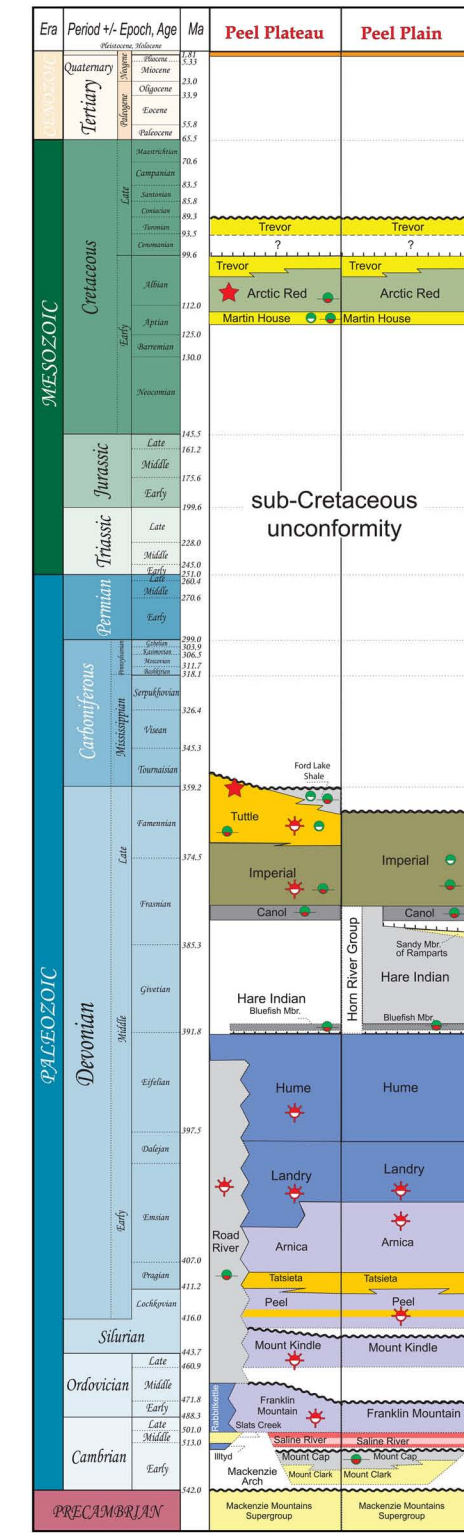 Era Period +/- Epoch, Age Ma Peel Plateau Peel Plain
Pleistocene, Holocene
CENOZOIC
Quaternary
Tertiary
Neogene
Paleogene
Pliocene
Miocene
Oligocene
Eocene
Paleocene
1.81
5.33
23.0
33.9
55.8
65.5
MESOZOIC
Cretaceous
Late
Early
Maastrichtian
Campanian
Santonian
Coniacian
Turonian
Cenomanian
Albian
Aptian
Barremian
Neocomian
70.6
83.5
85.8
89.3
93.5
99.6
112.0
125.0
130.0
145.5
Jurassic
Late
Middle
Early
161.2
175.6
199.6
Triassic
Late
Middle
Early
228.0
245.0
251.0
PALEOZOIC
Permian
Late
Middle
Early
260.4
270.6
299.0
Carboniferous
Pennsylvanian
Mississippian
Gzhelian
Kasimovian
Moscovian
Bashkirian
Serpukhovian
Visean
Tournaisian
303.9
306.5
311.7
318.1
326.4
345.3
359.2
Devonian
Late
Middle
Early
Famennian
Frasnian
Givetian
Eifelian
Dalejan
Emsian
Pragian
Lochkovian
374.5
385.3
391.8
397.5
407.0
411.2
416.0
Silurian
443.7
Ordovician
Late
Middle
Early
460.9
471.8
488.3
Cambrian
Late
Middle
Early
501.0
513.0
542.0
PRECAMBRIAN
Trevor Trevor
? ?
Trevor Trevor
Arctic Red Arctic Red
Martin House Martin House
sub-Cretaceous
unconformity
Ford Lake
Shale
Tuttle
Imperial Imperial
Canol Canol
Horn River Group
Sandy Mbr.
of Ramparts
Hare Indian
Hare Indian
Bluefish Mbr. Bluefish Mbr.
Hume Hume
Landry Landry
Road
River
Arnica Arnica
Tatsieta Tatsieta
Peel Peel
Mount Kindle Mount Kindle
Rabbitkettle
Franklin
Mountain
Franklin Mountain
Slats Creek
Saline River Saline River
Illtyd
Mount Cap Mount Cap
Mackenzie
Arch
Mount Clark Mount Clark
Mackenzie Mountains
Supergroup
Mackenzie Mountains
Supergroup